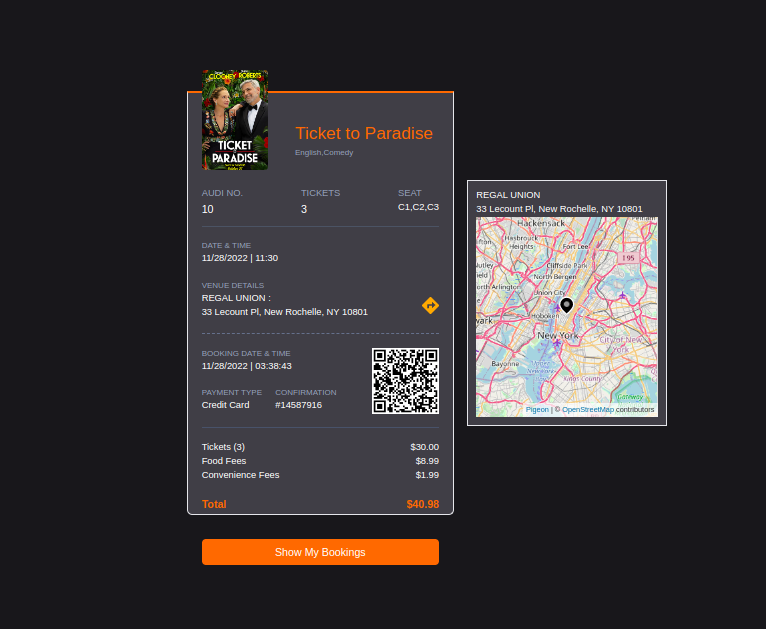 CLOONEY ROBERTS
TICKET
PARADISE
Ticket to Paradise
English,Comedy
AUDI NO.
TICKETS
SEAT
10
3
C1,C2,C3
DATE & TIME
11/28/2022 | 11:30
VENUE DETAILS
REGAL UNION :
33 Lecount Pl, New Rochelle, NY 10801
BOOKING DATE & TIME
11/28/2022 | 03:38:43
PAYMENT TYPE
CONFIRMATION
Credit Card
#14587916
Tickets (3)
$30.00
Food Fees
$8.99
Convenience Fees
$1.99
Total
$40.98
Show My Bookings
REGAL UNION
33 Lecount Pl, New Rochelle, NY 10801
Hackensack
Hasbrouck
Heights
Fort Lee
I 95
Cliffside Park
North Bergen
orth Arlington
Union City
Hoboken
wark
New York
City of New
York
Bayonne
Upper
Kings County
Gateway
Pigeon | © OpenStreetMap contributors